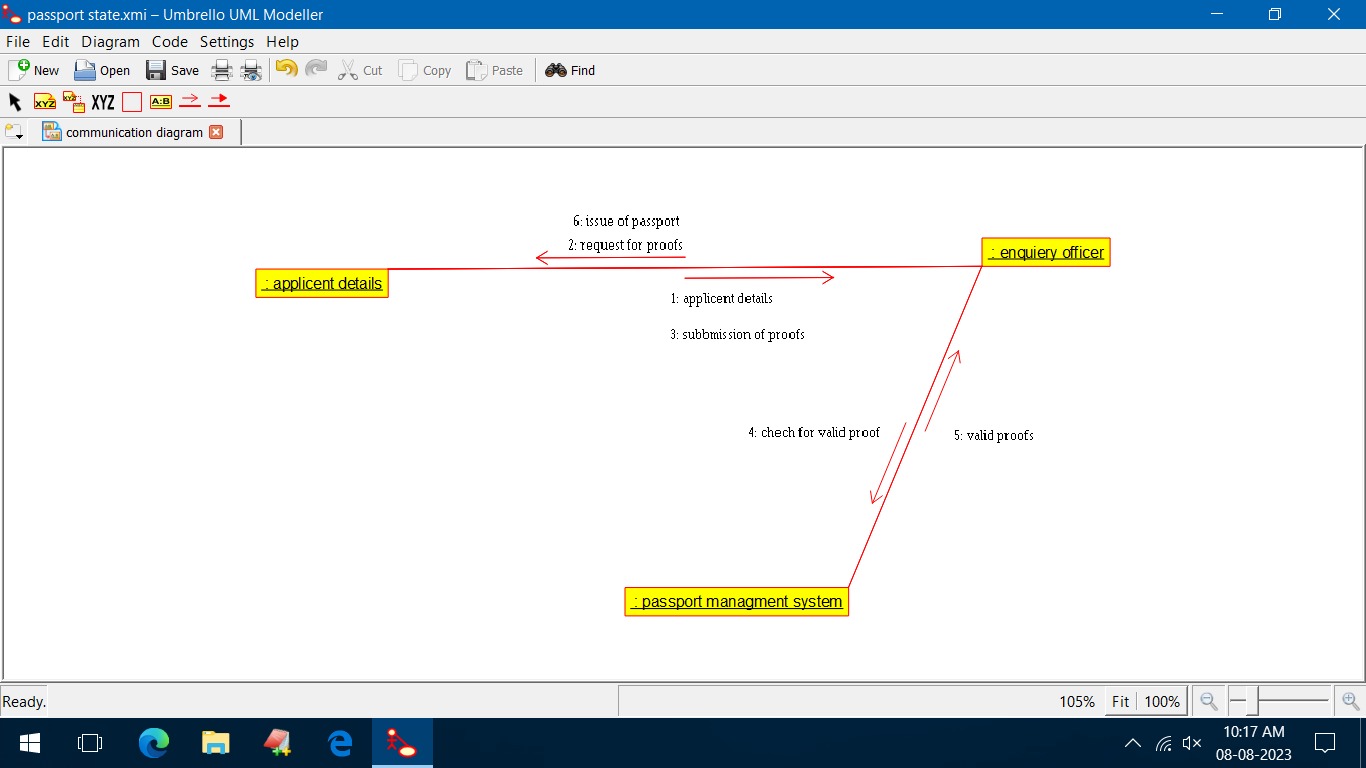 passport state.xmi – Umbrello UML Modeller
File Edit Diagram Code Settings Help
New Open Save Cut Copy Paste Find
XYZ XYZ XYZ A:B
communication diagram
6: issue of passport
2: request for proofs
: enquiery officer
: applicent details
1: applicent details
3: subbmission of proofs
4: chech for valid proof
5: valid proofs
: passport managment system
Ready.
105% Fit 100%
10:17 AM
08-08-2023